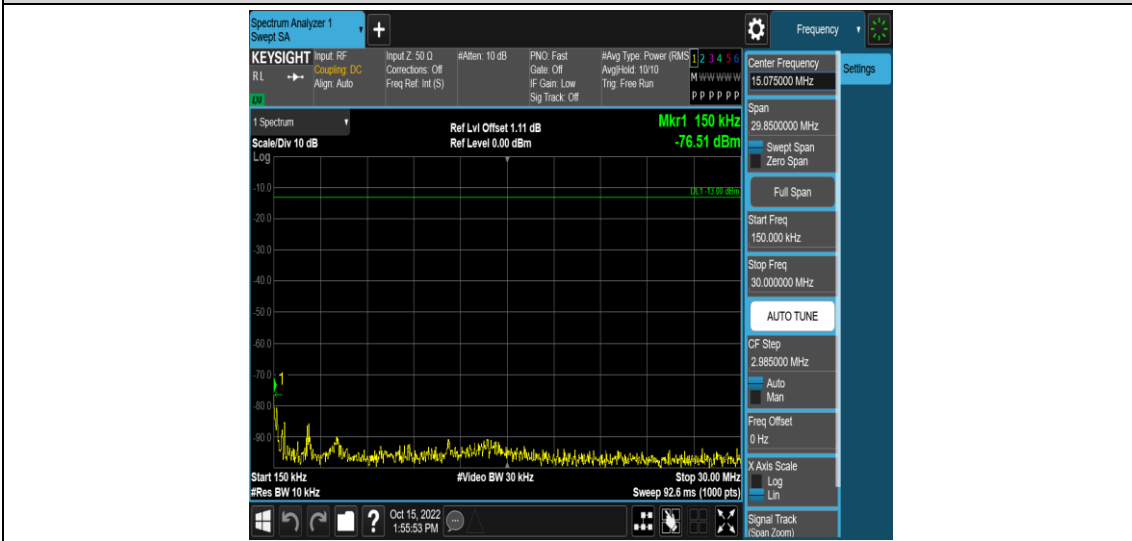 Spectrum Analyzer 1
Swept SA
+
Frequency
KEYSIGHT
RL
LXI
Input: RF
Coupling: DC
Align: Auto
Input Z: 50 Ω
Corrections: Off
Freq Ref: Int (S)
#Atten: 10 dB
PNO: Fast
Gate: Off
IF Gain: Low
Sig Track: Off
#Avg Type: Power (RMS
Avg|Hold: 10/10
Trig: Free Run
1 2 3 4 5 6
M W W W W W
P P P P P P
1 Spectrum
Scale/Div 10 dB
Log
Ref Lvl Offset 1.11 dB
Ref Level 0.00 dBm
Mkr1 150 kHz
-76.51 dBm
DL1 -13.00 dBm
-10.0
-20.0
-30.0
-40.0
-50.0
-60.0
-70.0
1
-80.0
-90.0
Start 150 kHz
#Video BW 30 kHz
Stop 30.00 MHz
#Res BW 10 kHz
Sweep 92.6 ms (1000 pts)
Center Frequency
15.075000 MHz
Settings
Span
29.8500000 MHz
Swept Span
Zero Span
Full Span
Start Freq
150.000 kHz
Stop Freq
30.000000 MHz
AUTO TUNE
CF Step
2.985000 MHz
Auto
Man
Freq Offset
0 Hz
X Axis Scale
Log
Lin
Signal Track
(Span Zoom)
?
Oct 15, 2022
1:55:53 PM